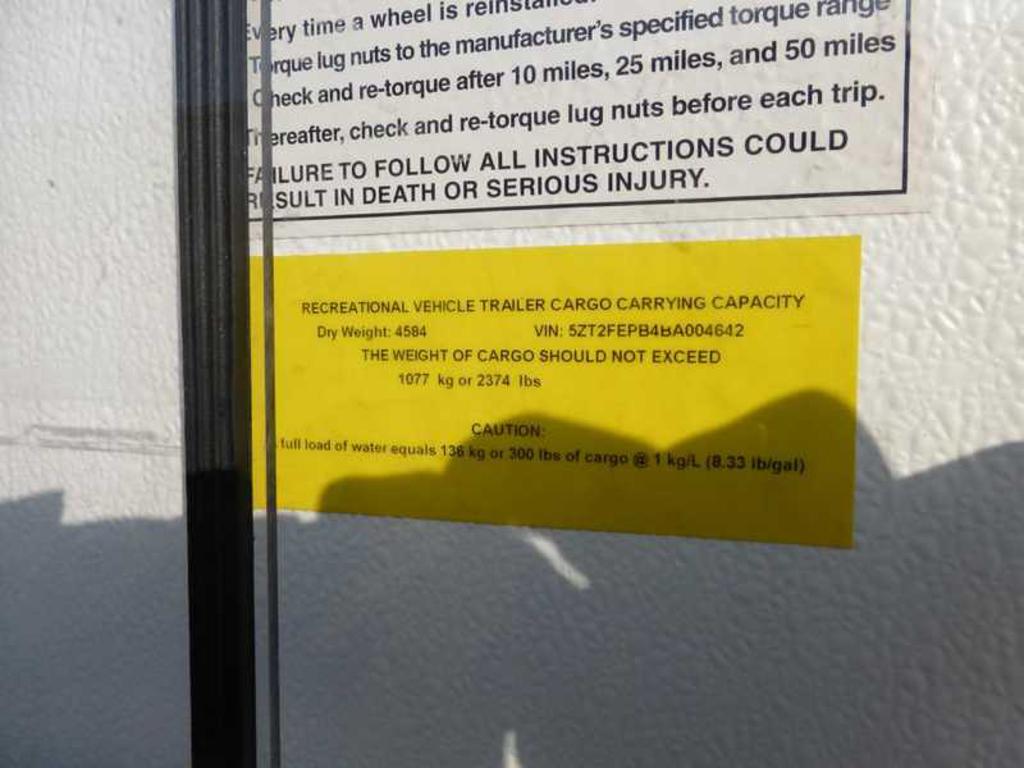 Every time a wheel is reinstalled.
Torque lug nuts to the manufacturer's specified torque range
Check and re-torque after 10 miles, 25 miles, and 50 miles
Thereafter, check and re-torque lug nuts before each trip.
FAILURE TO FOLLOW ALL INSTRUCTIONS COULD
RESULT IN DEATH OR SERIOUS INJURY.
RECREATIONAL VEHICLE TRAILER CARGO CARRYING CAPACITY
Dry Weight: 4584 VIN: 5ZT2FEPB4BA004642
THE WEIGHT OF CARGO SHOULD NOT EXCEED
1077 kg or 2374 lbs
CAUTION:
full load of water equals 136 kg or 300 lbs of cargo @ 1 kg/L (8.33 lb/gal)